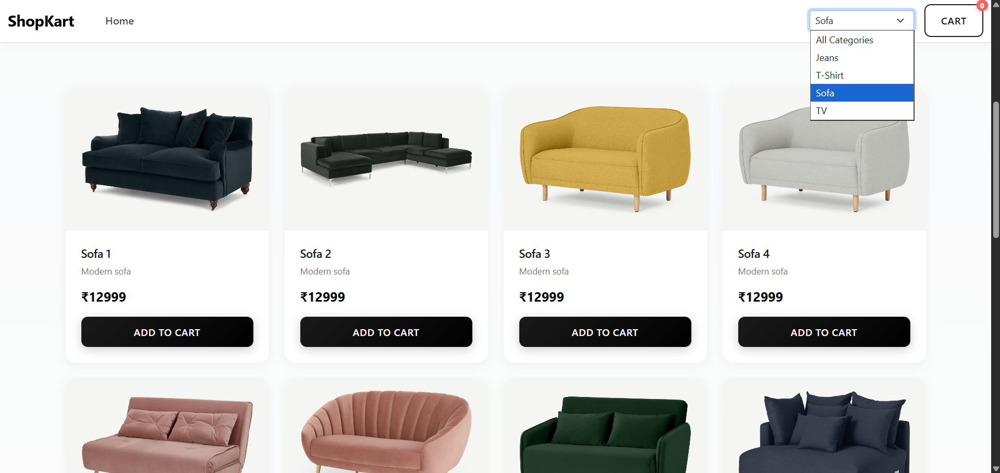 ShopKart
Home
Sofa
CART
0
All Categories
Jeans
T-Shirt
Sofa
TV
Sofa 1
Modern sofa
₹12999
ADD TO CART
Sofa 2
Modern sofa
₹12999
ADD TO CART
Sofa 3
Modern sofa
₹12999
ADD TO CART
Sofa 4
Modern sofa
₹12999
ADD TO CART